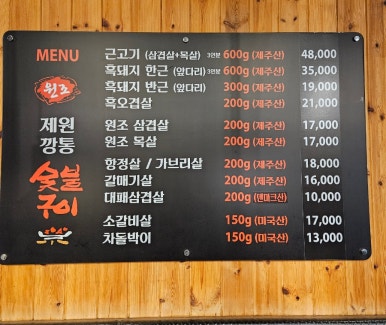 MENU
원조
제원
깡통
숯불
구이
근고기 (삼겹살+목살) 3인분 600g (제주산) 48,000
흑돼지 한근 (앞다리) 3인분 600g (제주산) 35,000
흑돼지 반근 (앞다리) 300g (제주산) 19,000
흑오겹살 200g (제주산) 21,000
원조 삼겹살 200g (제주산) 17,000
원조 목살 200g (제주산) 17,000
항정살 / 가브리살 200g (제주산) 18,000
갈매기살 200g (제주산) 16,000
대패삼겹살 200g (덴마크산) 10,000
소갈비살 150g (미국산) 17,000
차돌박이 150g (미국산) 13,000